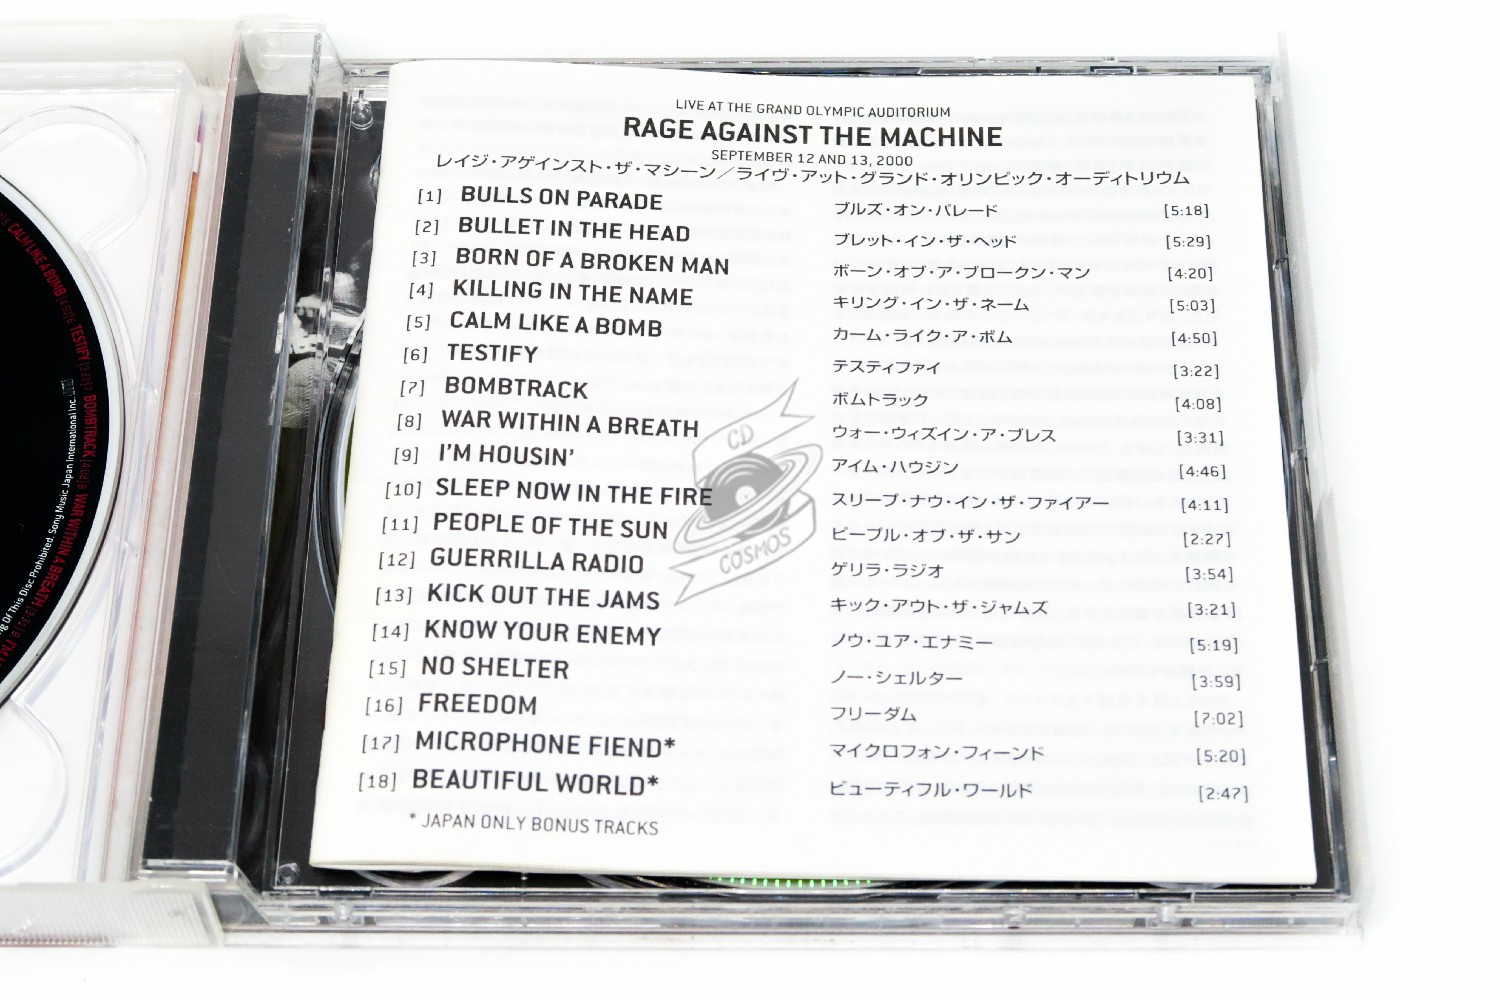 LIVE AT THE GRAND OLYMPIC AUDITORIUM
RAGE AGAINST THE MACHINE
SEPTEMBER 12 AND 13, 2000
レイジ・アゲインスト・ザ・マシーン／ライヴ・アット・グランド・オリンピック・オーディトリウム
[1] BULLS ON PARADE ブルズ・オン・パレード [5:18]
[2] BULLET IN THE HEAD ブレット・イン・ザ・ヘッド [5:29]
[3] BORN OF A BROKEN MAN ボーン・オブ・ア・ブロークン・マン [4:20]
[4] KILLING IN THE NAME キリング・イン・ザ・ネーム [5:03]
[5] CALM LIKE A BOMB カーム・ライク・ア・ボム [4:50]
[6] TESTIFY テスティファイ [3:22]
[7] BOMBTRACK ボムトラック [4:08]
[8] WAR WITHIN A BREATH ウォー・ウィズイン・ア・ブレス [3:31]
[9] I'M HOUSIN' アイム・ハウジン [4:46]
[10] SLEEP NOW IN THE FIRE スリープ・ナウ・イン・ザ・ファイアー [4:11]
[11] PEOPLE OF THE SUN ピープル・オブ・ザ・サン [2:27]
[12] GUERRILLA RADIO ゲリラ・ラジオ [3:54]
[13] KICK OUT THE JAMS キック・アウト・ザ・ジャムズ [3:21]
[14] KNOW YOUR ENEMY ノウ・ユア・エナミー [5:19]
[15] NO SHELTER ノー・シェルター [3:59]
[16] FREEDOM フリーダム [7:02]
[17] MICROPHONE FIEND* マイクロフォン・フィーンド [5:20]
[18] BEAUTIFUL WORLD* ビューティフル・ワールド [2:47]
* JAPAN ONLY BONUS TRACKS
CD
COSMOS
CALM LIKE A BOMB TESTIFY BOMBTRACK WAR WITHIN A BREATH
Of This Disc Prohibited. Sony Music Japan International Inc.